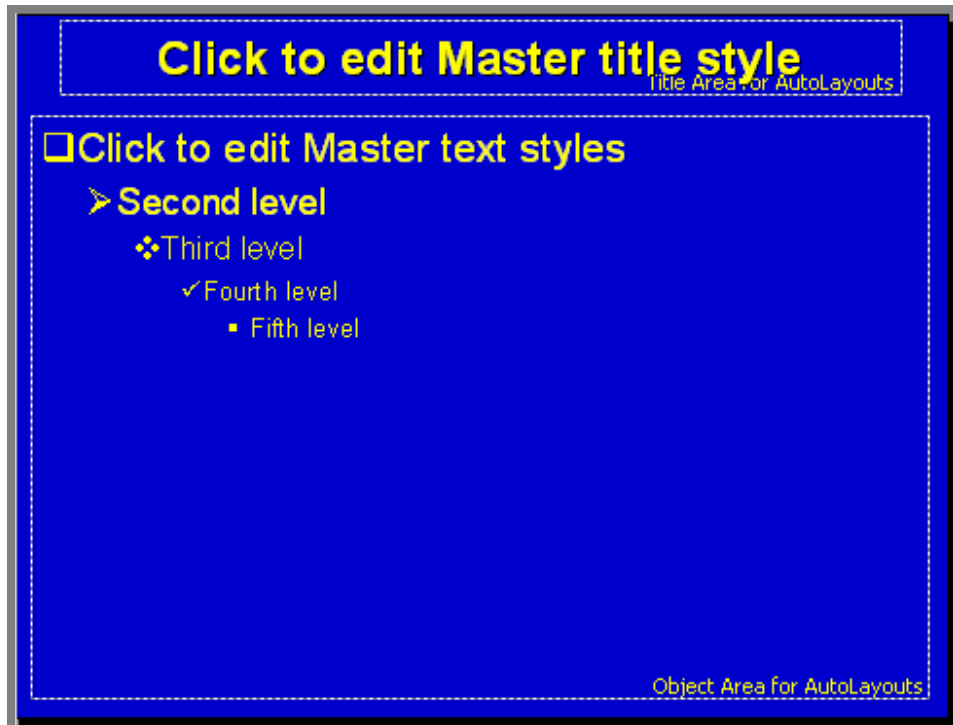 Click to edit Master title style
Title Area for AutoLayouts
❑Click to edit Master text styles
➢Second level
❖Third level
✓Fourth level
▪ Fifth level
Object Area for AutoLayouts